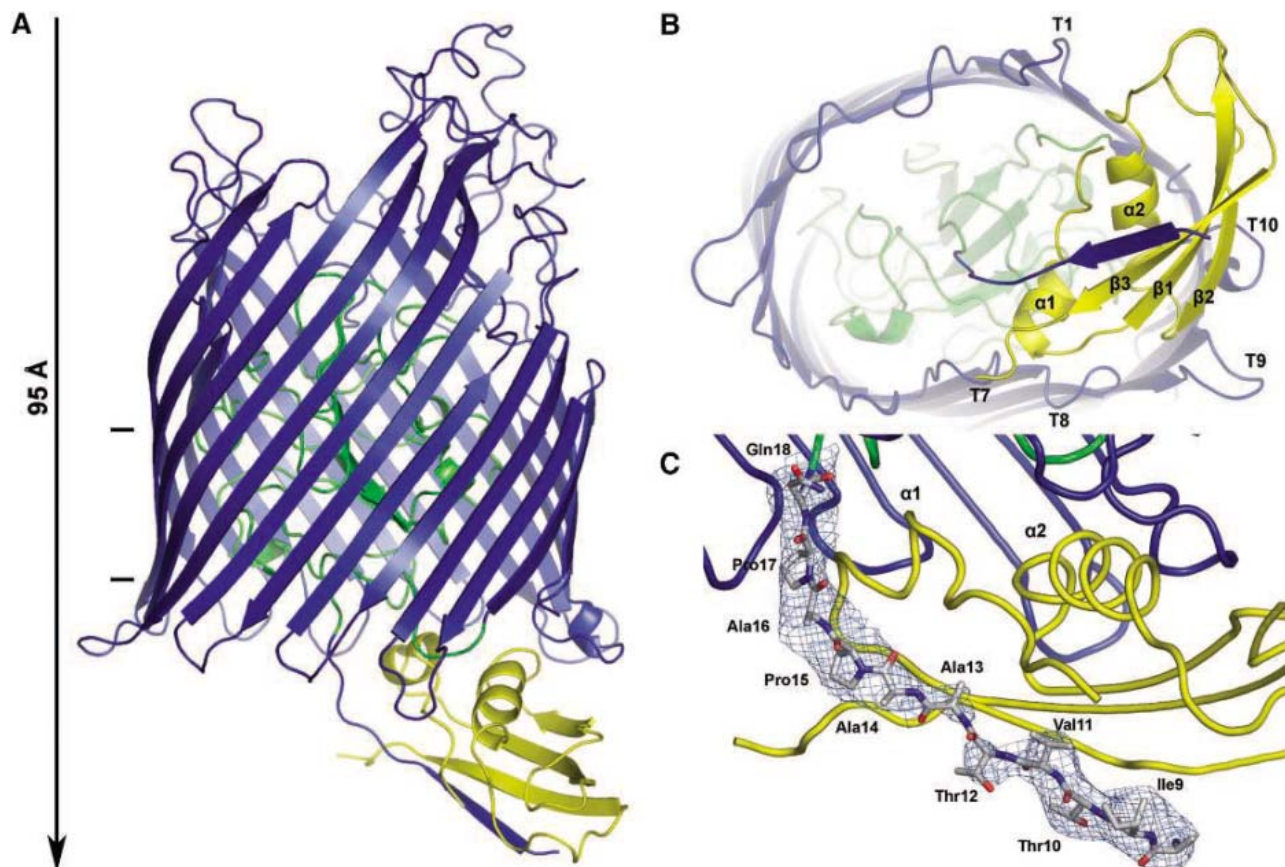 A
95 Å
B
T1
α2
T10
β3
β1
β2
α1
T9
T7
T8
C
Gln18
α1
α2
Pro17
Ala16
Ala13
Pro15
Val11
Ala14
Ile9
Thr12
Thr10